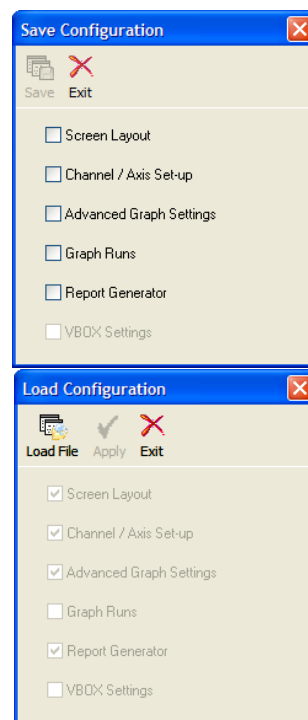 Save Configuration
Save Exit
Screen Layout
Channel / Axis Set-up
Advanced Graph Settings
Graph Runs
Report Generator
VBOX Settings
Load Configuration
Load File Apply Exit
Screen Layout
Channel / Axis Set-up
Advanced Graph Settings
Graph Runs
Report Generator
VBOX Settings